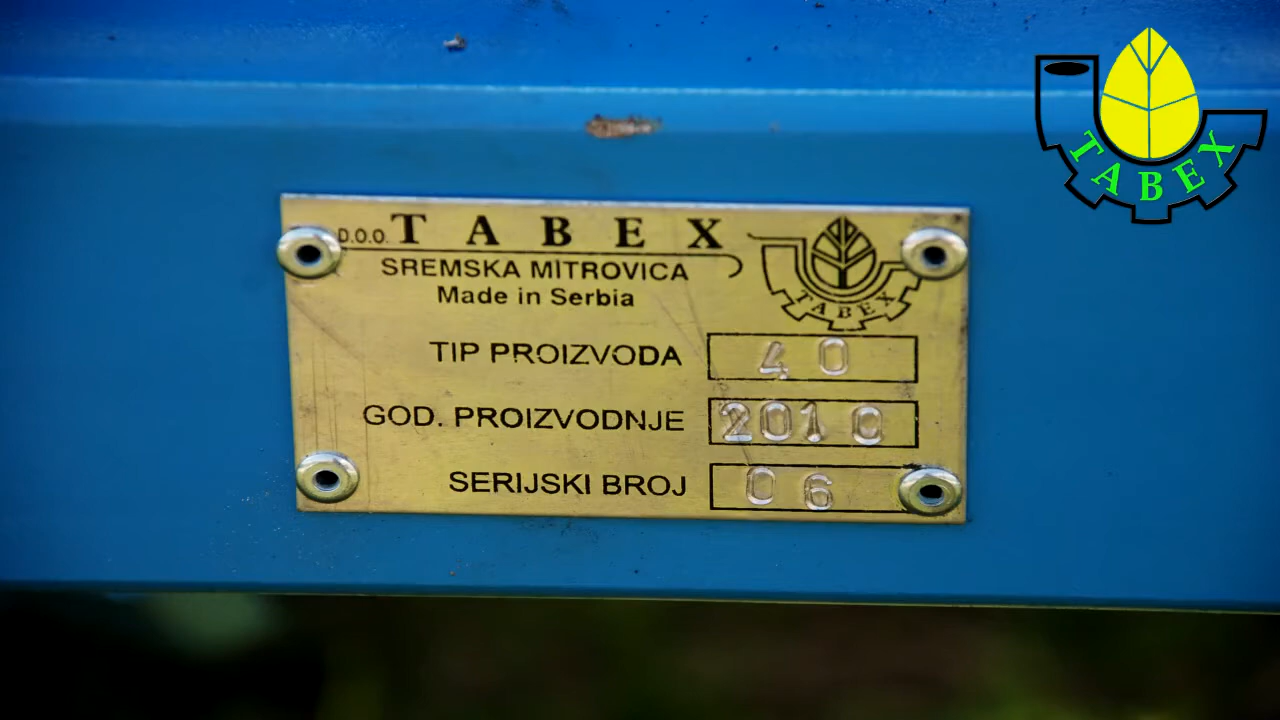 TABEX
D.O.O. TABEX
SREMSKA MITROVICA
Made in Serbia
TABEX
TIP PROIZVODA 40
GOD. PROIZVODNJE 2010
SERIJSKI BROJ 06